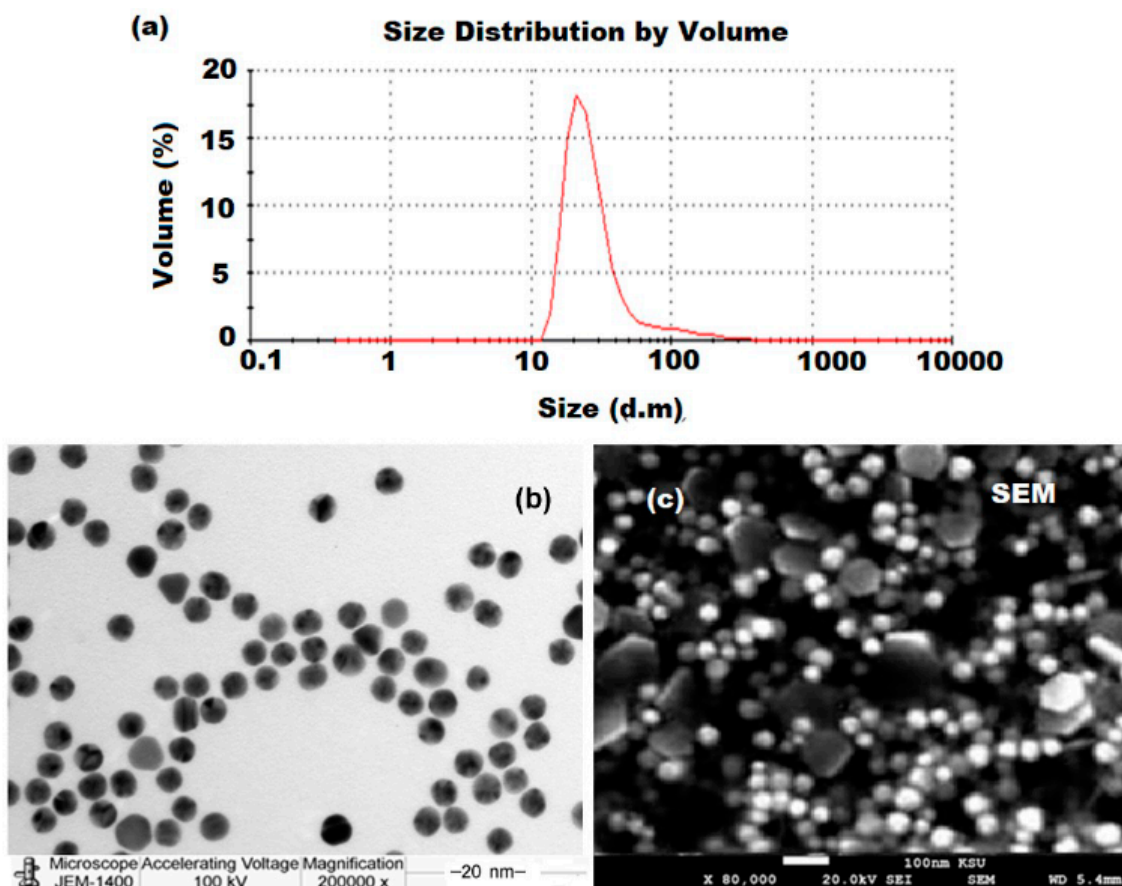 (a)
Size Distribution by Volume
Volume (%)
20
15
10
5
0
0.1 1 10 100 1000 10000
Size (d.m)
(b)
(c)
SEM
Microscope Accelerating Voltage Magnification
JEM-1400 100 kV 200000 x
–20 nm–
100nm KSU
X 80,000 20.0kV SEI SEM WD 5.4mm